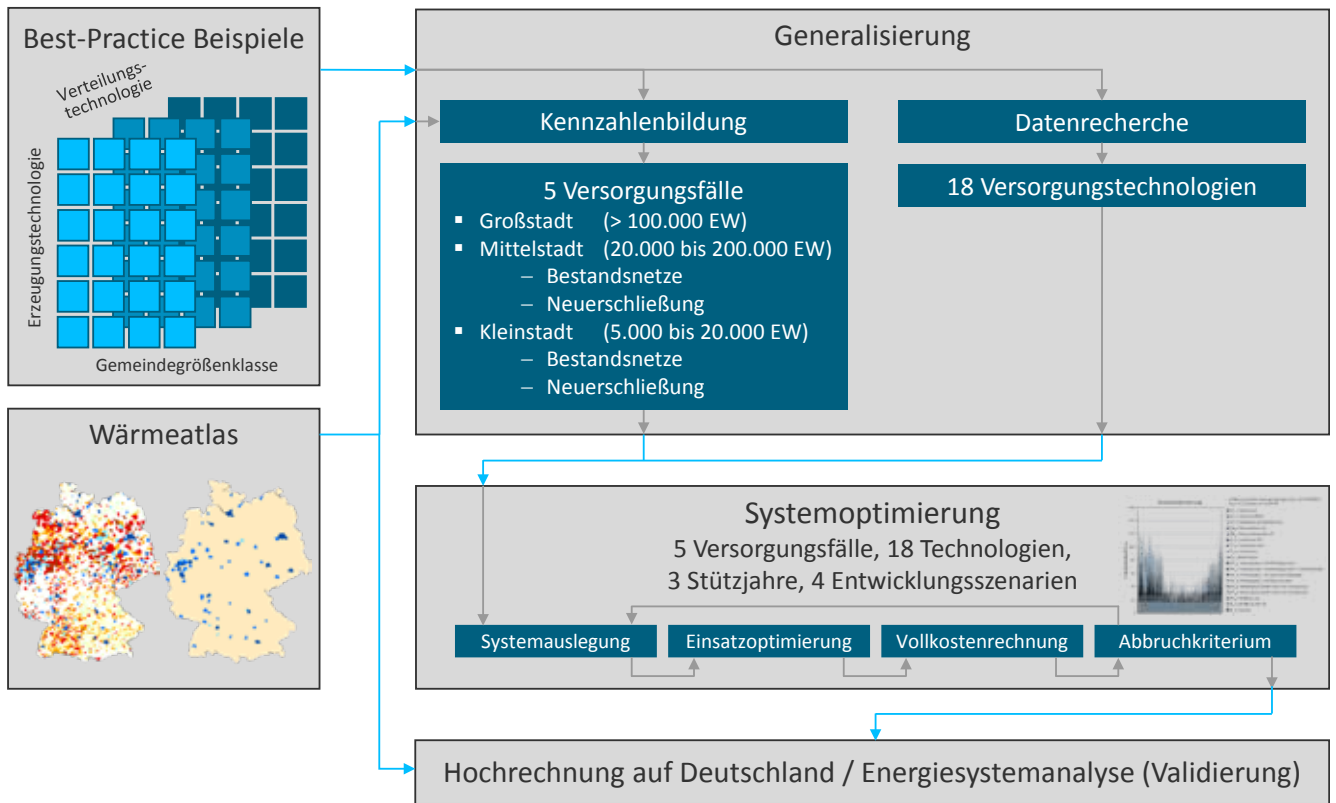 Best-Practice Beispiele
Verteilungs-
technologie
Erzeugungstechnologie
Gemeindegrößenklasse
Wärmeatlas
Generalisierung
Kennzahlenbildung
Datenrecherche
5 Versorgungsfälle
▪ Großstadt (> 100.000 EW)
▪ Mittelstadt (20.000 bis 200.000 EW)
– Bestandsnetze
– Neuerschließung
▪ Kleinstadt (5.000 bis 20.000 EW)
– Bestandsnetze
– Neuerschließung
18 Versorgungstechnologien
Systemoptimierung
5 Versorgungsfälle, 18 Technologien,
3 Stützjahre, 4 Entwicklungsszenarien
Systemauslegung
Einsatzoptimierung
Vollkostenrechnung
Abbruchkriterium
Hochrechnung auf Deutschland / Energiesystemanalyse (Validierung)